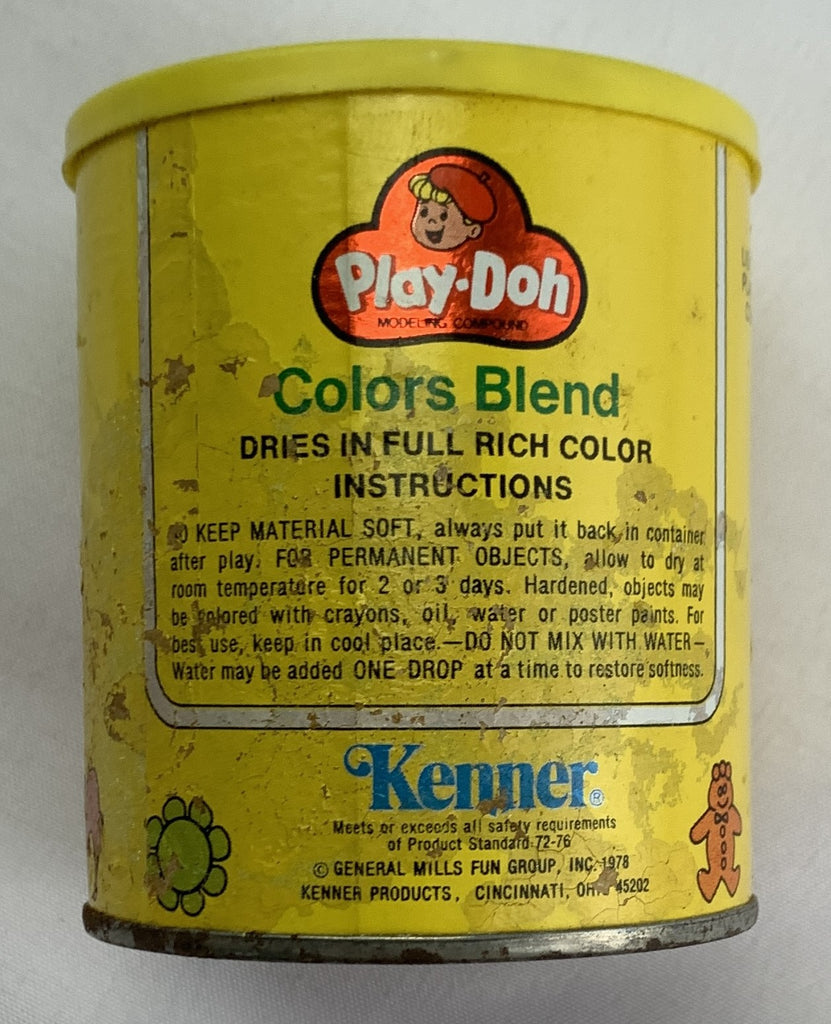 Play-Doh
MODELING COMPOUND
Colors Blend
DRIES IN FULL RICH COLOR
INSTRUCTIONS
KEEP MATERIAL SOFT, always put it back in container
after play. FOR PERMANENT OBJECTS, allow to dry at
room temperature for 2 or 3 days. Hardened, objects may
be colored with crayons, oil, water or poster paints. For
best use, keep in cool place.—DO NOT MIX WITH WATER—
Water may be added ONE DROP at a time to restore softness.
Kenner®
Meets or exceeds all safety requirements
of Product Standard 72-76
© GENERAL MILLS FUN GROUP, INC. 1978
KENNER PRODUCTS, CINCINNATI, OHIO 45202